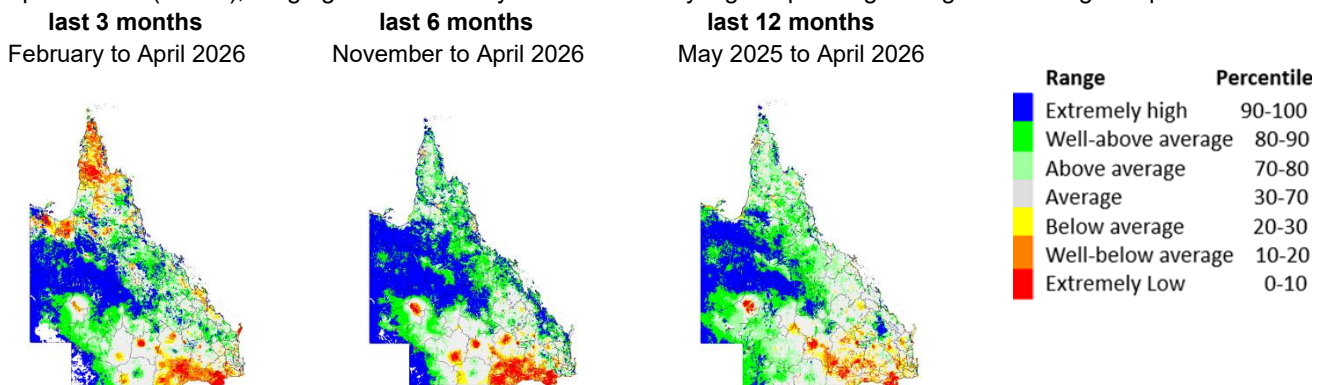 last 3 months
February to April 2026
last 6 months
November to April 2026
last 12 months
May 2025 to April 2026
Range Percentile
Extremely high 90-100
Well-above average 80-90
Above average 70-80
Average 30-70
Below average 20-30
Well-below average 10-20
Extremely Low 0-10